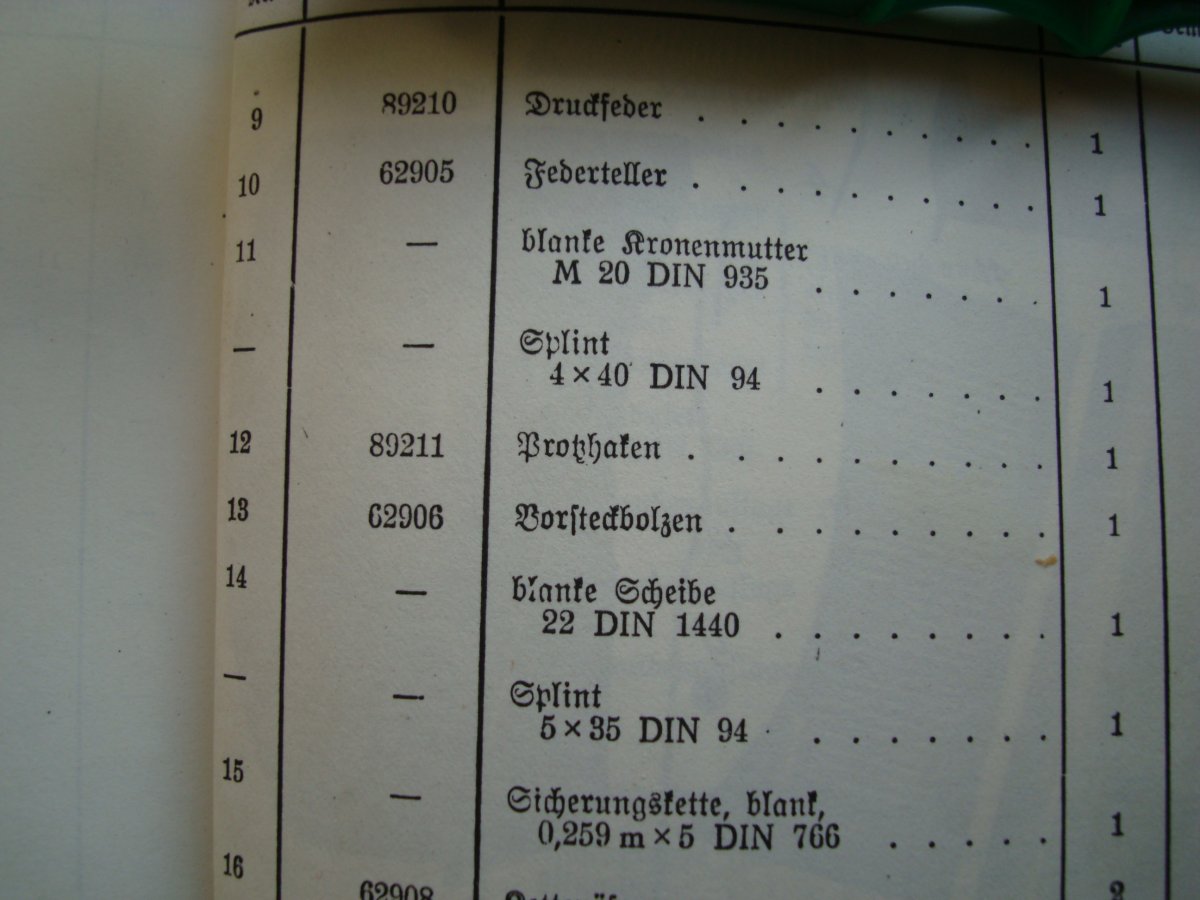 9 89210 Druckfeder . . . . . . . . . . 1
10 62905 Federteller . . . . . . . . . . 1
11 — blanke Kronenmutter
M 20 DIN 935 . . . . . . . 1
— — Splint
4 × 40 DIN 94 . . . . . . . 1
12 89211 Protzhaken . . . . . . . . . . 1
13 62906 Vorsteckbolzen . . . . . . . . . 1
14 — blanke Scheibe
22 DIN 1440 . . . . . . . . 1
— — Splint
5 × 35 DIN 94 . . . . . . . 1
15 — Sicherungskette, blank,
0,259 m × 5 DIN 766 . . . . . 1
16 62908 2